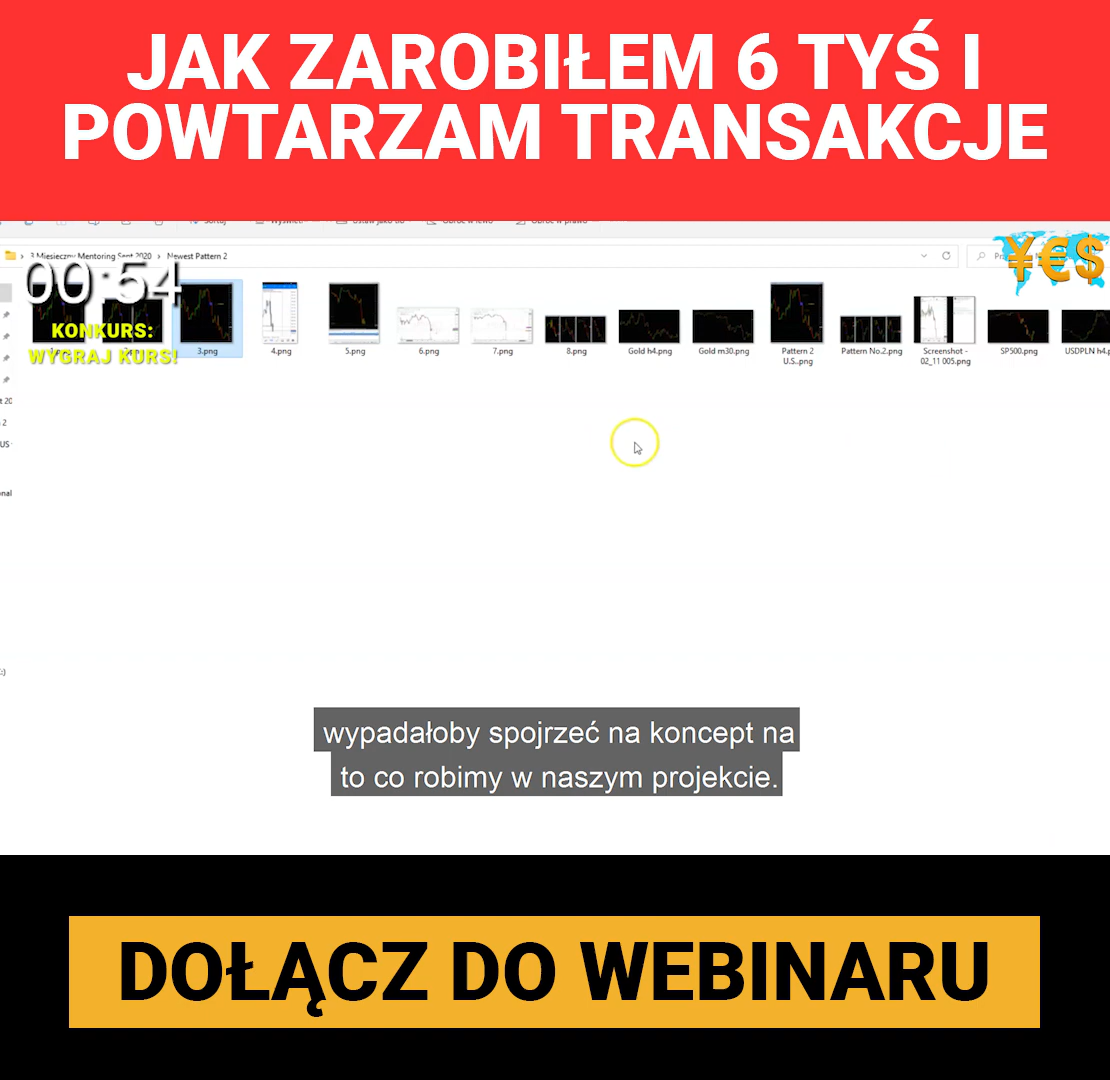 JAK ZAROBIŁEM 6 TYŚ I
POWTARZAM TRANSAKCJE
3 Miesięczny Mentoring Sept 2020 > Newest Pattern 2
¥€$
00:54
KONKURS:
WYGRAJ KURS!
3.png
4.png
5.png
6.png
7.png
8.png
Gold h4.png
Gold m30.png
Pattern 2
U.S..png
Pattern No.2.png
Screenshot -
02_11 005.png
SP500.png
USDPLN h4.p
wypadałoby spojrzeć na koncept na
to co robimy w naszym projekcie.
DOŁĄCZ DO WEBINARU